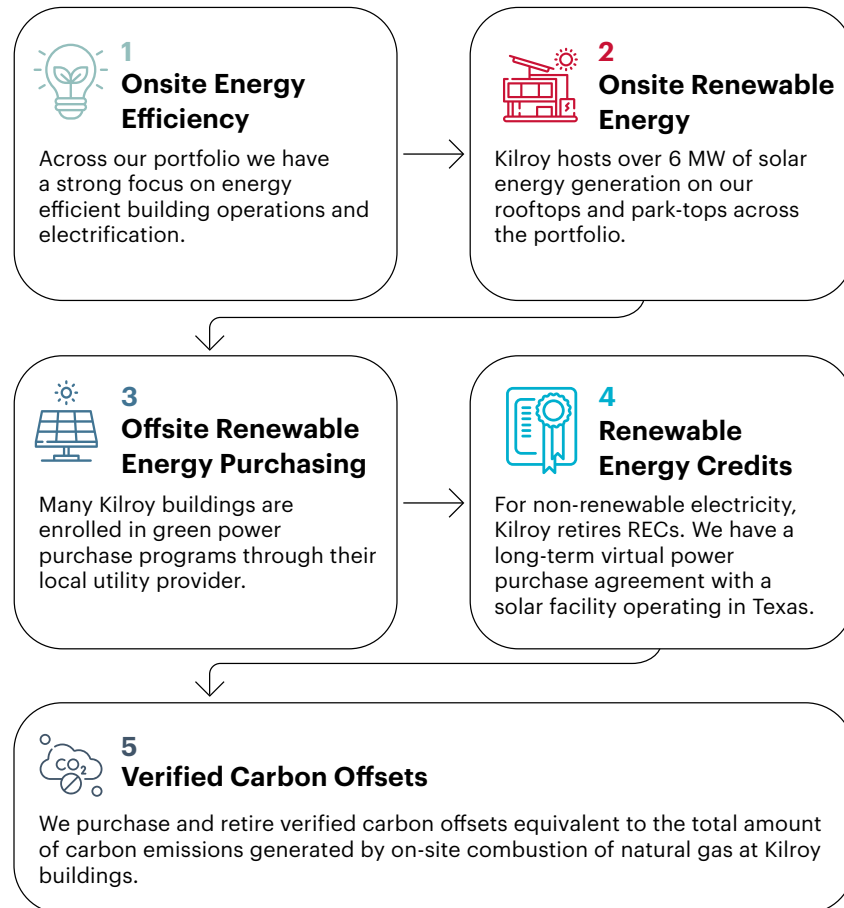 1
Onsite Energy
Efficiency
Across our portfolio we have
a strong focus on energy
efficient building operations and
electrification.
2
Onsite Renewable
Energy
Kilroy hosts over 6 MW of solar
energy generation on our
rooftops and park-tops across
the portfolio.
3
Offsite Renewable
Energy Purchasing
Many Kilroy buildings are
enrolled in green power
purchase programs through their
local utility provider.
4
Renewable
Energy Credits
For non-renewable electricity,
Kilroy retires RECs. We have a
long-term virtual power
purchase agreement with a
solar facility operating in Texas.
CO2
5
Verified Carbon Offsets
We purchase and retire verified carbon offsets equivalent to the total amount
of carbon emissions generated by on-site combustion of natural gas at Kilroy
buildings.